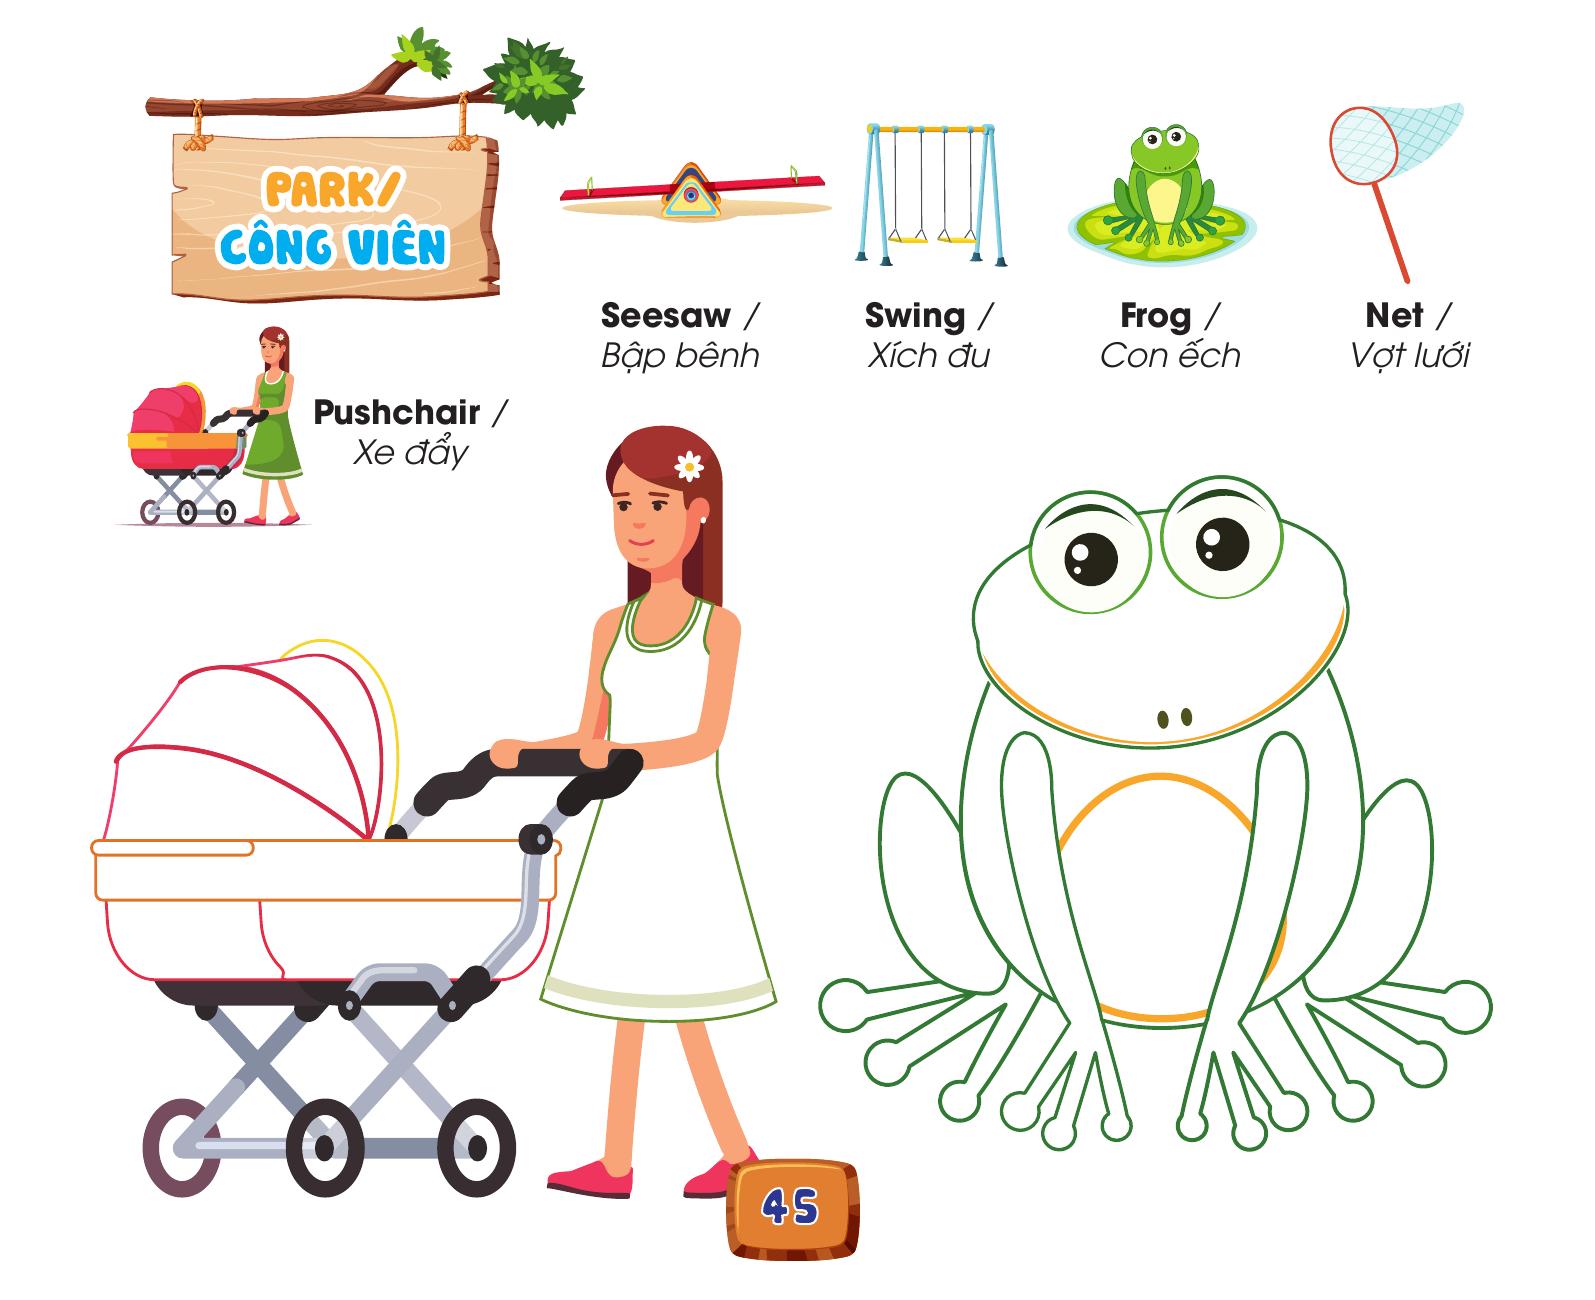 PARK/
CÔNG VIÊN
Seesaw /
Bập bênh
Swing /
Xích đu
Frog /
Con ếch
Net /
Vợt lưới
Pushchair /
Xe đẩy
45